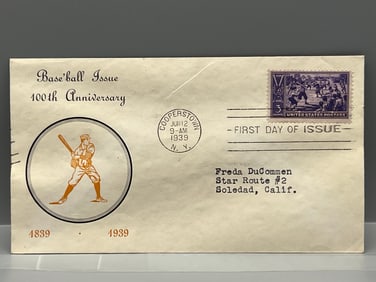 Base'ball Issue
100th Anniversary
COOPERSTOWN
JUN 12
9-AM
1939
N. Y.
3
UNITED STATES POSTAGE
FIRST DAY OF ISSUE
Freda DuCommen
Star Route #2
Soledad, Calif.
1839 · 1939